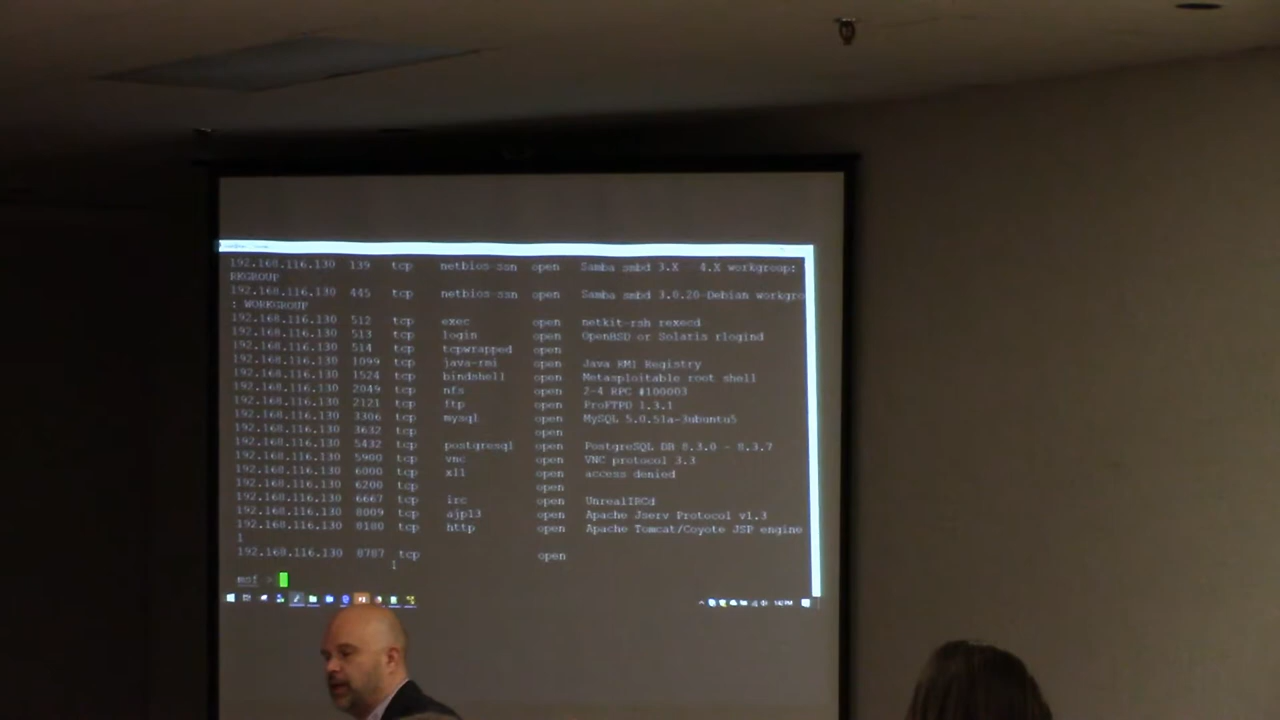 192.168.116.130 139 tcp netbios-ssn open Samba smbd 3.X 4.X workgroup:
RKGROUP
192.168.116.130 445 tcp netbios-ssn open Samba smbd 3.0.20-Debian workgro
: WORKGROUP
192.168.116.130 512 tcp exec open netkit-rsh rexecd
192.168.116.130 513 tcp login open OpenBSD or Solaris rlogind
192.168.116.130 514 tcp tcpwrapped open
192.168.116.130 1099 tcp java-rmi open Java RMI Registry
192.168.116.130 1524 tcp bindshell open Metasploitable root shell
192.168.116.130 2049 tcp nfs open 2-4 RPC #100003
192.168.116.130 2121 tcp ftp open ProFTPD 1.3.1
192.168.116.130 3306 tcp mysql open MySQL 5.0.51a-3ubuntu5
192.168.116.130 3632 tcp open
192.168.116.130 5432 tcp postgresql open PostgreSQL DB 8.3.0 - 8.3.7
192.168.116.130 5900 tcp vnc open VNC protocol 3.3
192.168.116.130 6000 tcp x11 open access denied
192.168.116.130 6200 tcp open
192.168.116.130 6667 tcp irc open UnrealIRCd
192.168.116.130 8009 tcp ajp13 open Apache Jserv Protocol v1.3
192.168.116.130 8180 tcp http open Apache Tomcat/Coyote JSP engine
1
192.168.116.130 8787 tcp open
msf >
1:42 PM